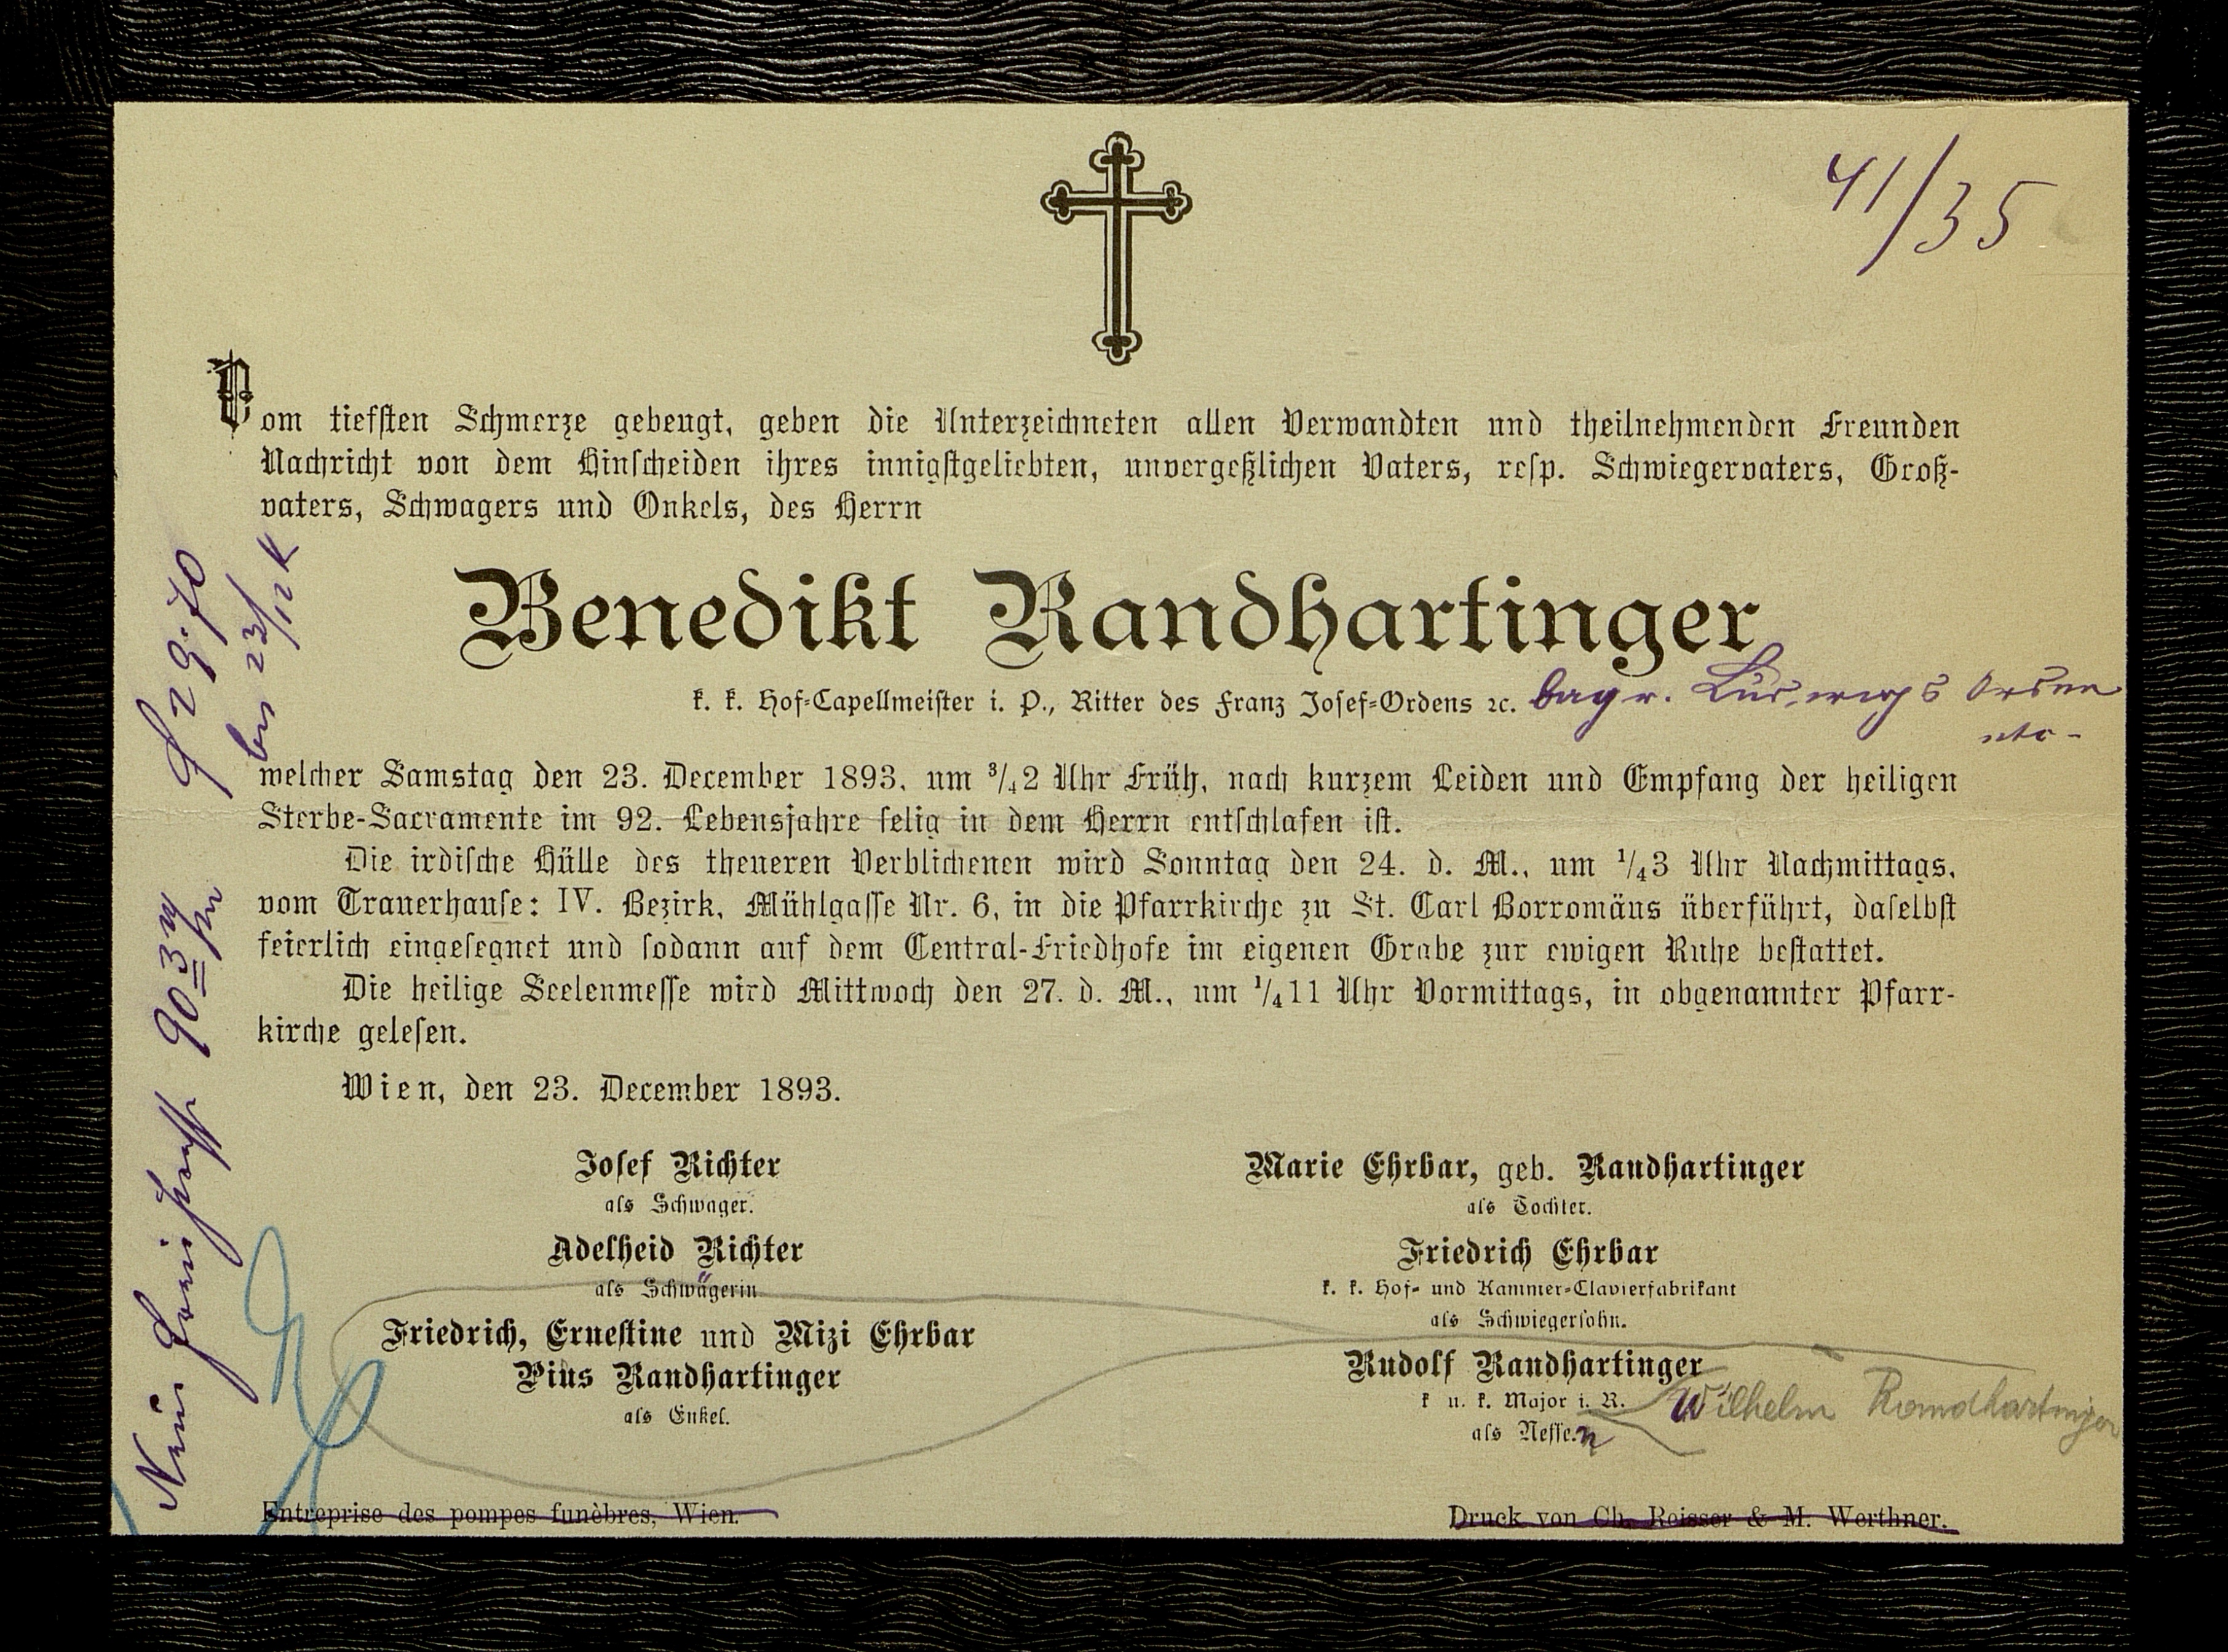 41/35
Vom tiefsten Schmerze gebeugt, geben die Unterzeichneten allen Verwandten und theilnehmenden Freunden
Nachricht von dem Hinscheiden ihres innigstgeliebten, unvergeßlichen Vaters, resp. Schwiegervaters, Groß-
vaters, Schwagers und Onkels, des Herrn
Benedikt Randhartinger
k. k. Hof-Capellmeister i. P., Ritter des Franz Josef-Ordens ꝛc. bayr. Ludwigs Orden
etc-
welcher Samstag den 23. December 1893, um ³/₄2 Uhr Früh, nach kurzem Leiden und Empfang der heiligen
Sterbe-Sacramente im 92. Lebensjahre selig in dem Herrn entschlafen ist.
Die irdische Hülle des theueren Verblichenen wird Sonntag den 24. d. M., um ¹/₄3 Uhr Nachmittags,
vom Trauerhause: IV. Bezirk, Mühlgasse Nr. 6, in die Pfarrkirche zu St. Carl Borromäus überführt, daselbst
feierlich eingesegnet und sodann auf dem Central-Friedhofe im eigenen Grabe zur ewigen Ruhe bestattet.
Die heilige Seelenmesse wird Mittwoch den 27. d. M., um ¹/₄11 Uhr Vormittags, in obgenannter Pfarr-
kirche gelesen.
Wien, den 23. December 1893.
Josef Richter
als Schwager.
Adelheid Richter
als Schwägerin
Friedrich, Ernestine und Mizi Ehrbar
Pius Randhartinger
als Enkel.
Marie Ehrbar, geb. Randhartinger
als Tochter.
Friedrich Ehrbar
k. k. Hof- und Kammer-Clavierfabrikant
als Schwiegersohn.
Rudolf Randhartinger
k u. k. Major i. R. Wilhelm Randhartinger
als Neffe.n
Entreprise des pompes funèbres, Wien.
Druck von Ch. Reisser & M. Werthner.